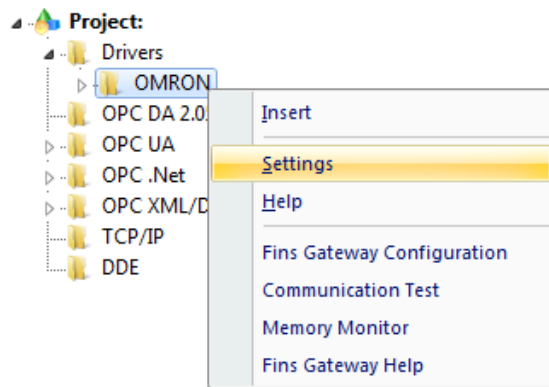 Project:
Drivers
OMRON
OPC DA 2.0
OPC UA
OPC .Net
OPC XML/D
TCP/IP
DDE
Insert
Settings
Help
Fins Gateway Configuration
Communication Test
Memory Monitor
Fins Gateway Help